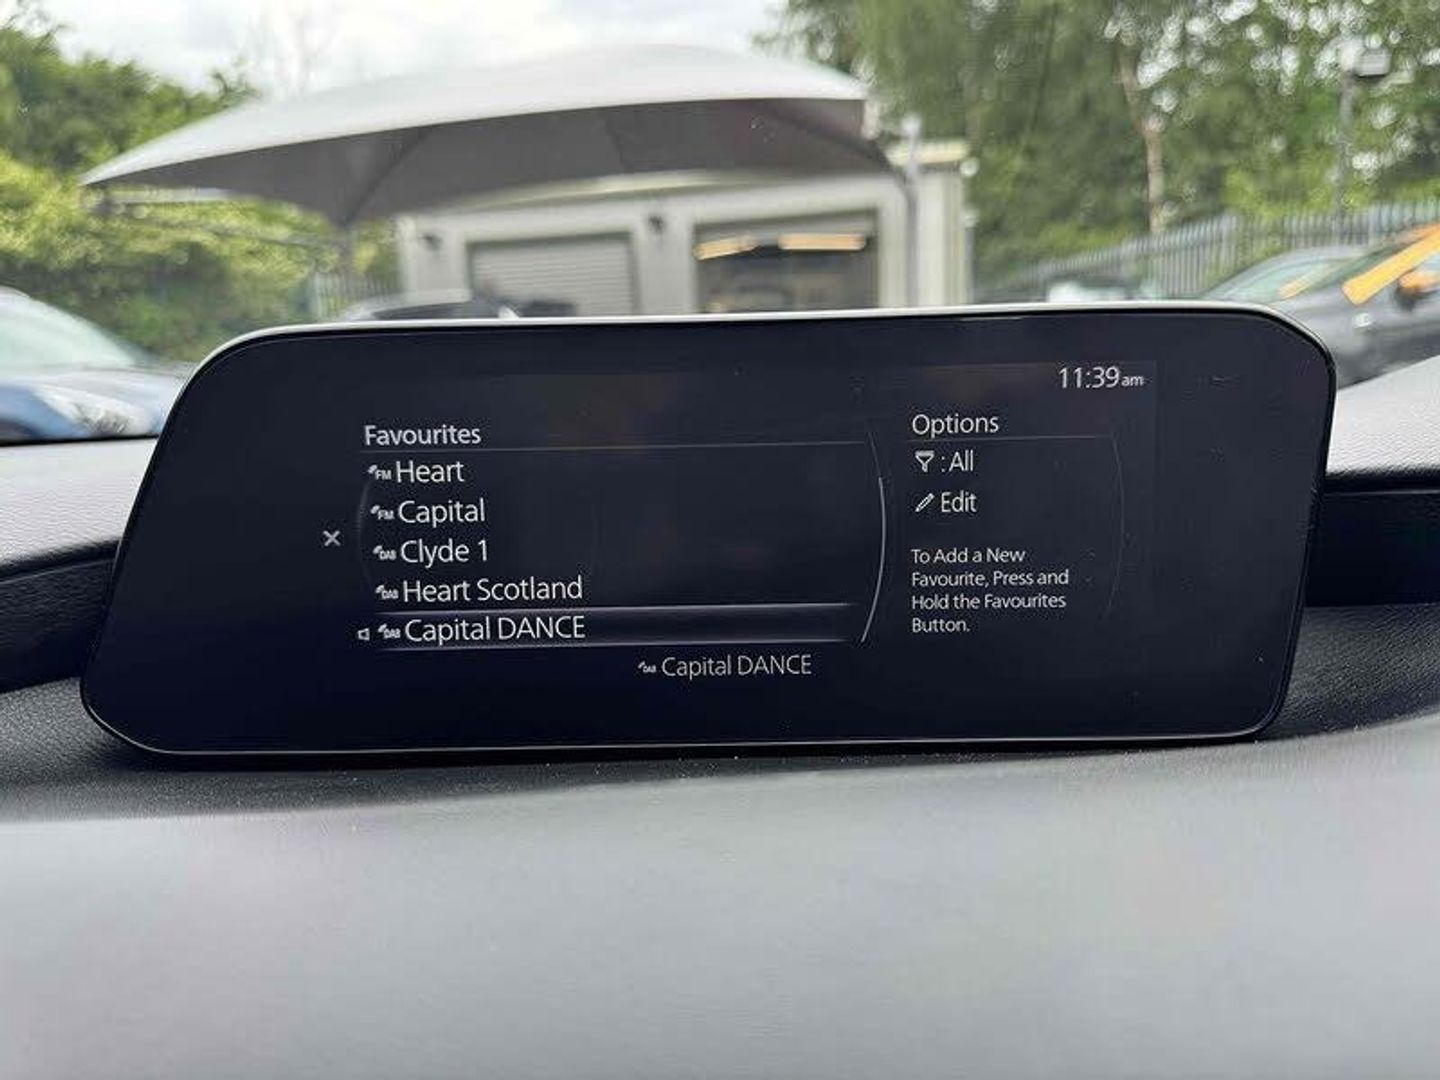 11:39am
Favourites
FM Heart
FM Capital
DAB Clyde 1
DAB Heart Scotland
DAB Capital DANCE
DAB Capital DANCE
Options
: All
Edit
To Add a New
Favourite, Press and
Hold the Favourites
Button.